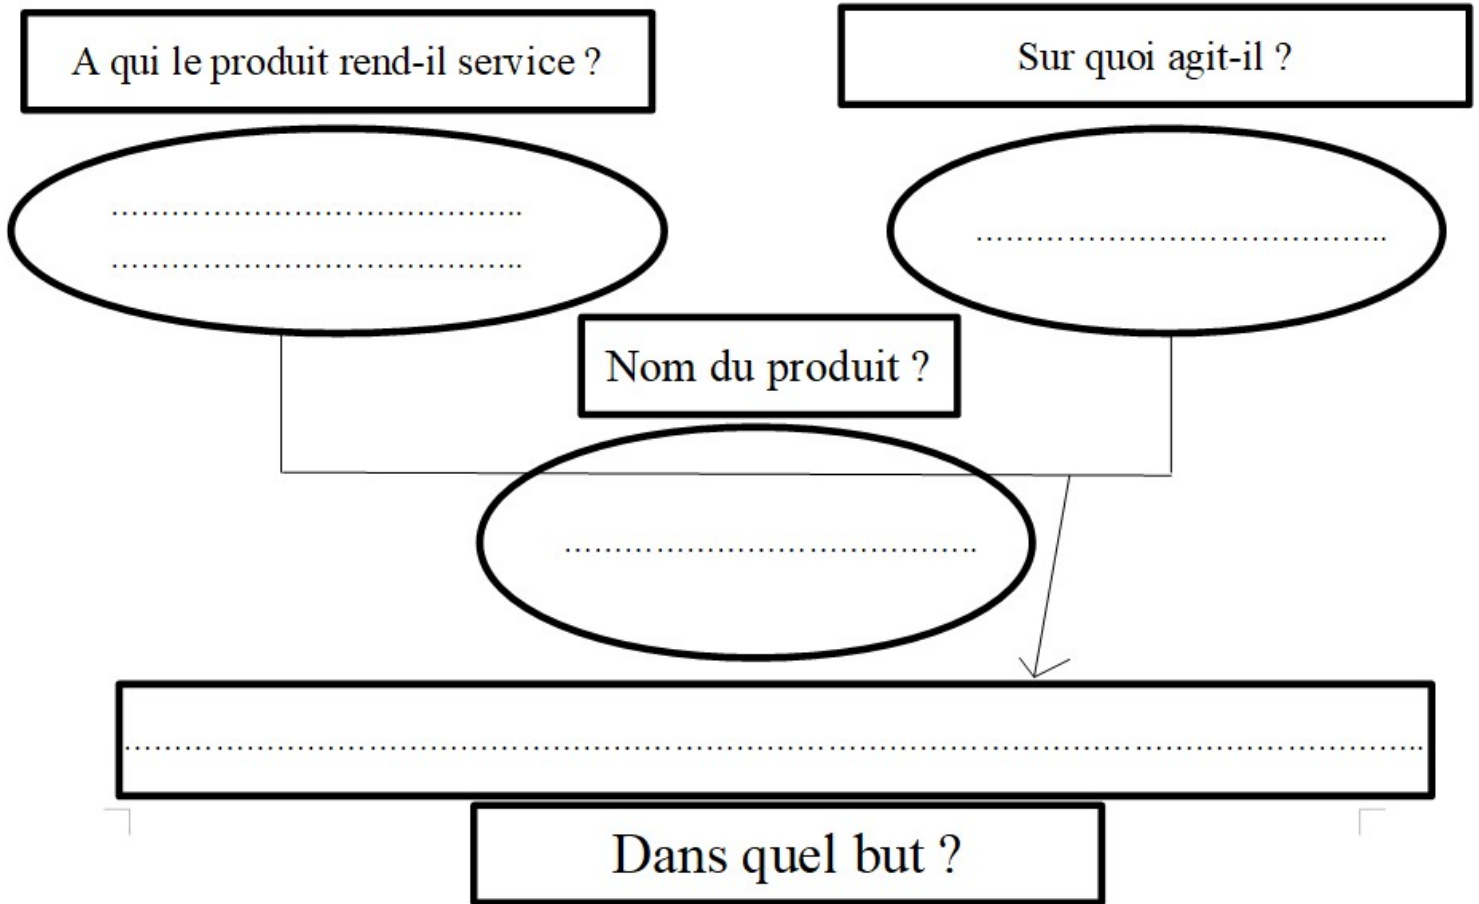 A qui le produit rend-il service ?
Sur quoi agit-il ?
……………………………………..
……………………………………..
……………………………………..
Nom du produit ?
……………………………………..
……………………………………………………………………………………………………………..
Dans quel but ?